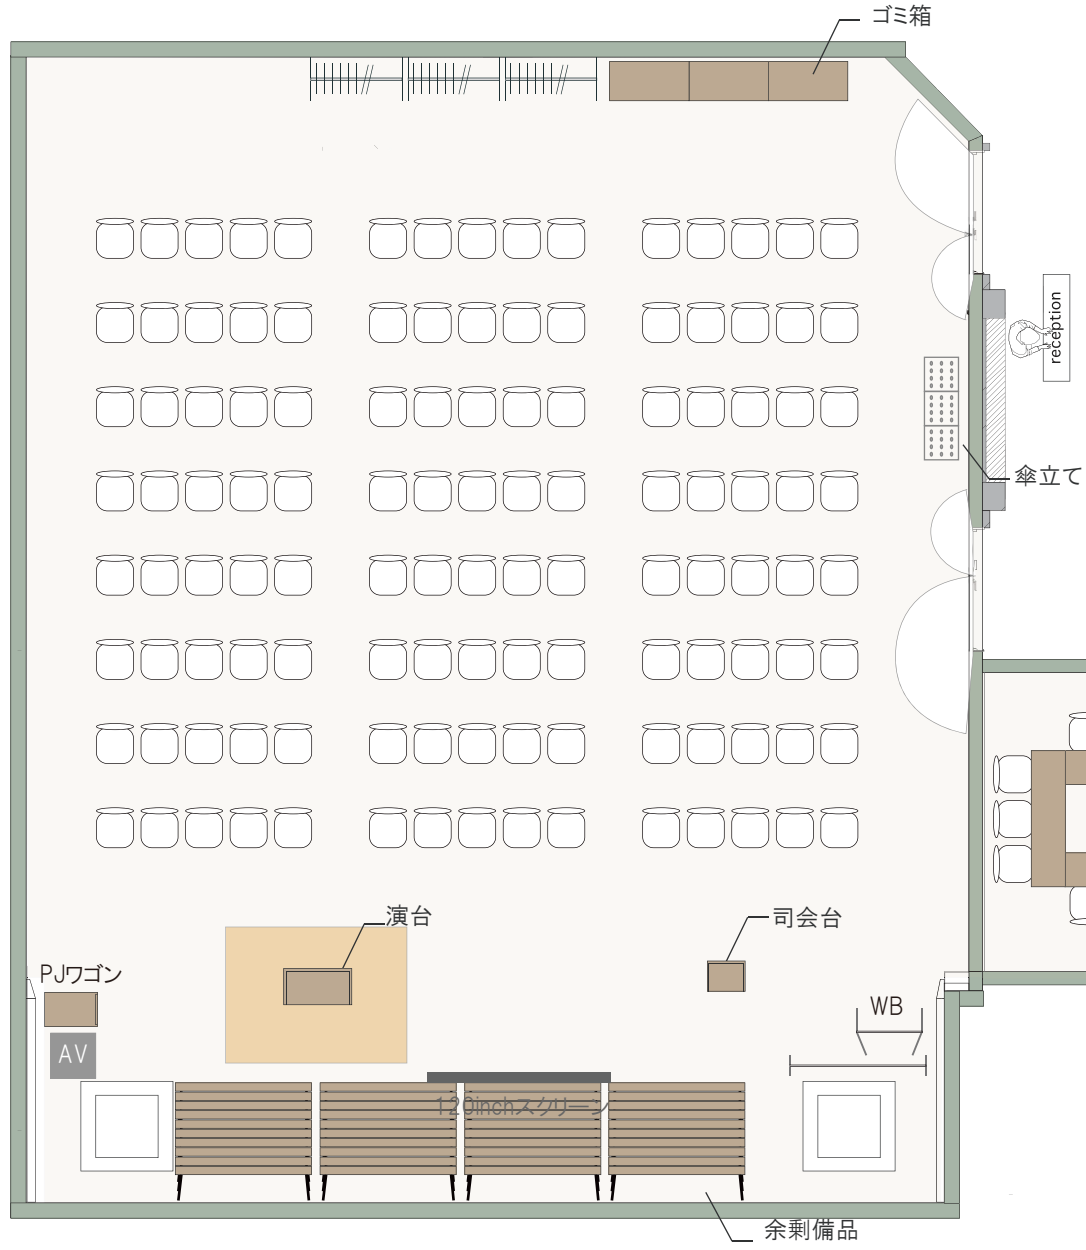 ゴミ箱
reception
傘立て
演台
司会台
PJワゴン
WB
AV
120inchスクリーン
余剰備品